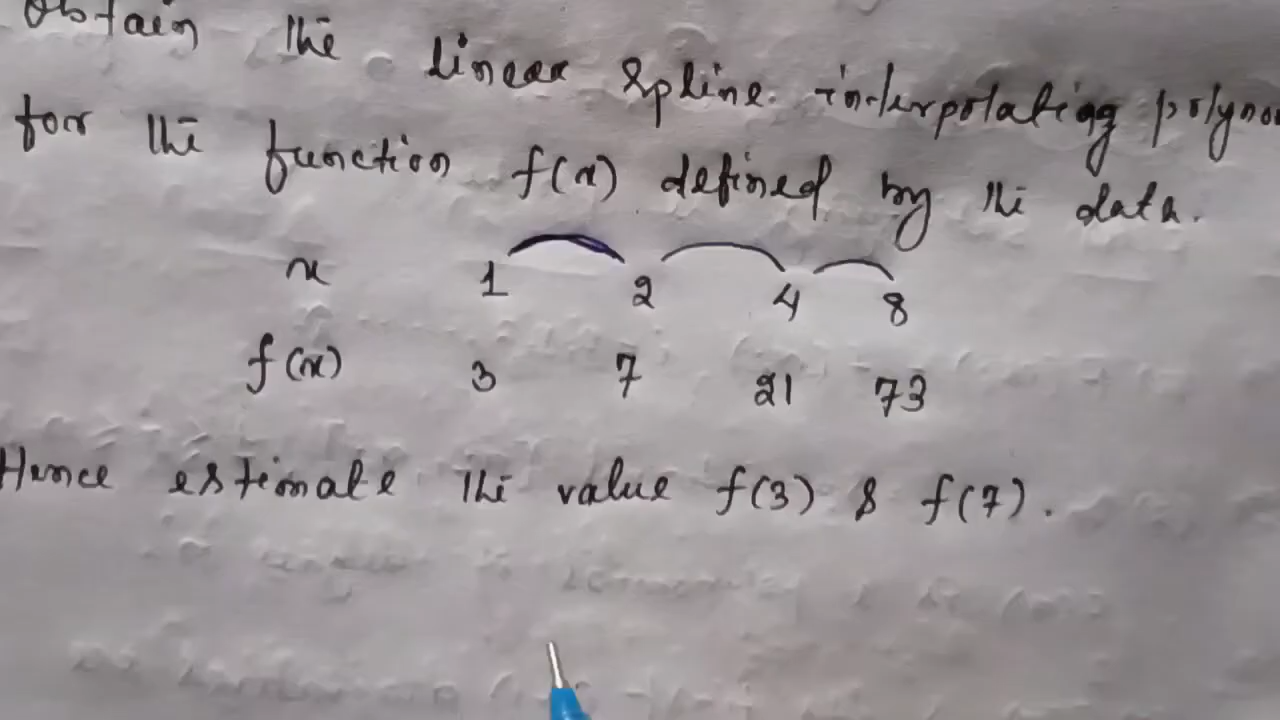 Obtain the linear spline interpolating polyno
for the function f(x) defined by the data.
x 1 2 4 8
f(x) 3 7 21 73
Hence estimate the value f(3) & f(7).